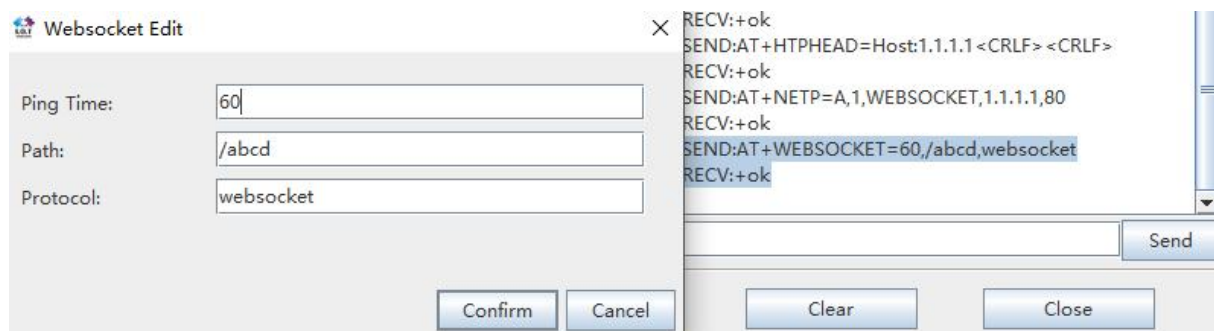 Websocket Edit
Ping Time:
60
Path:
/abcd
Protocol:
websocket
Confirm
Cancel
RECV:+ok
SEND:AT+HTPHEAD=Host:1.1.1.1<CRLF><CRLF>
RECV:+ok
SEND:AT+NETP=A,1,WEBSOCKET,1.1.1.1,80
RECV:+ok
SEND:AT+WEBSOCKET=60,/abcd,websocket
RECV:+ok
Send
Clear
Close